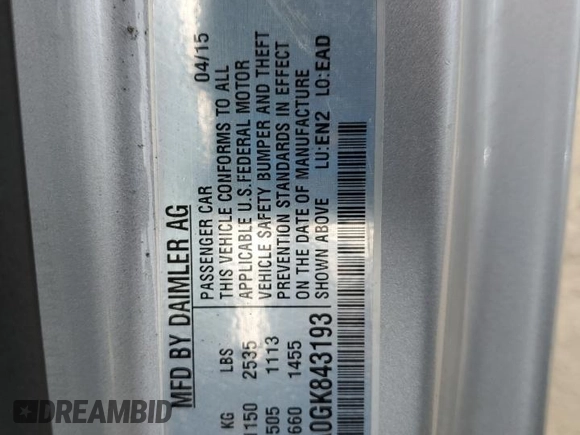 MFD BY DAIMLER AG
PASSENGER CAR 04/15
THIS VEHICLE CONFORMS TO ALL
APPLICABLE U.S. FEDERAL MOTOR
VEHICLE SAFETY BUMPER AND THEFT
PREVENTION STANDARDS IN EFFECT
ON THE DATE OF MANUFACTURE
SHOWN ABOVE LU:EN2 LO:EAD
KG LBS
1150 2535
505 1113
660 1455
0GK843193
AUTOBIDMASTER